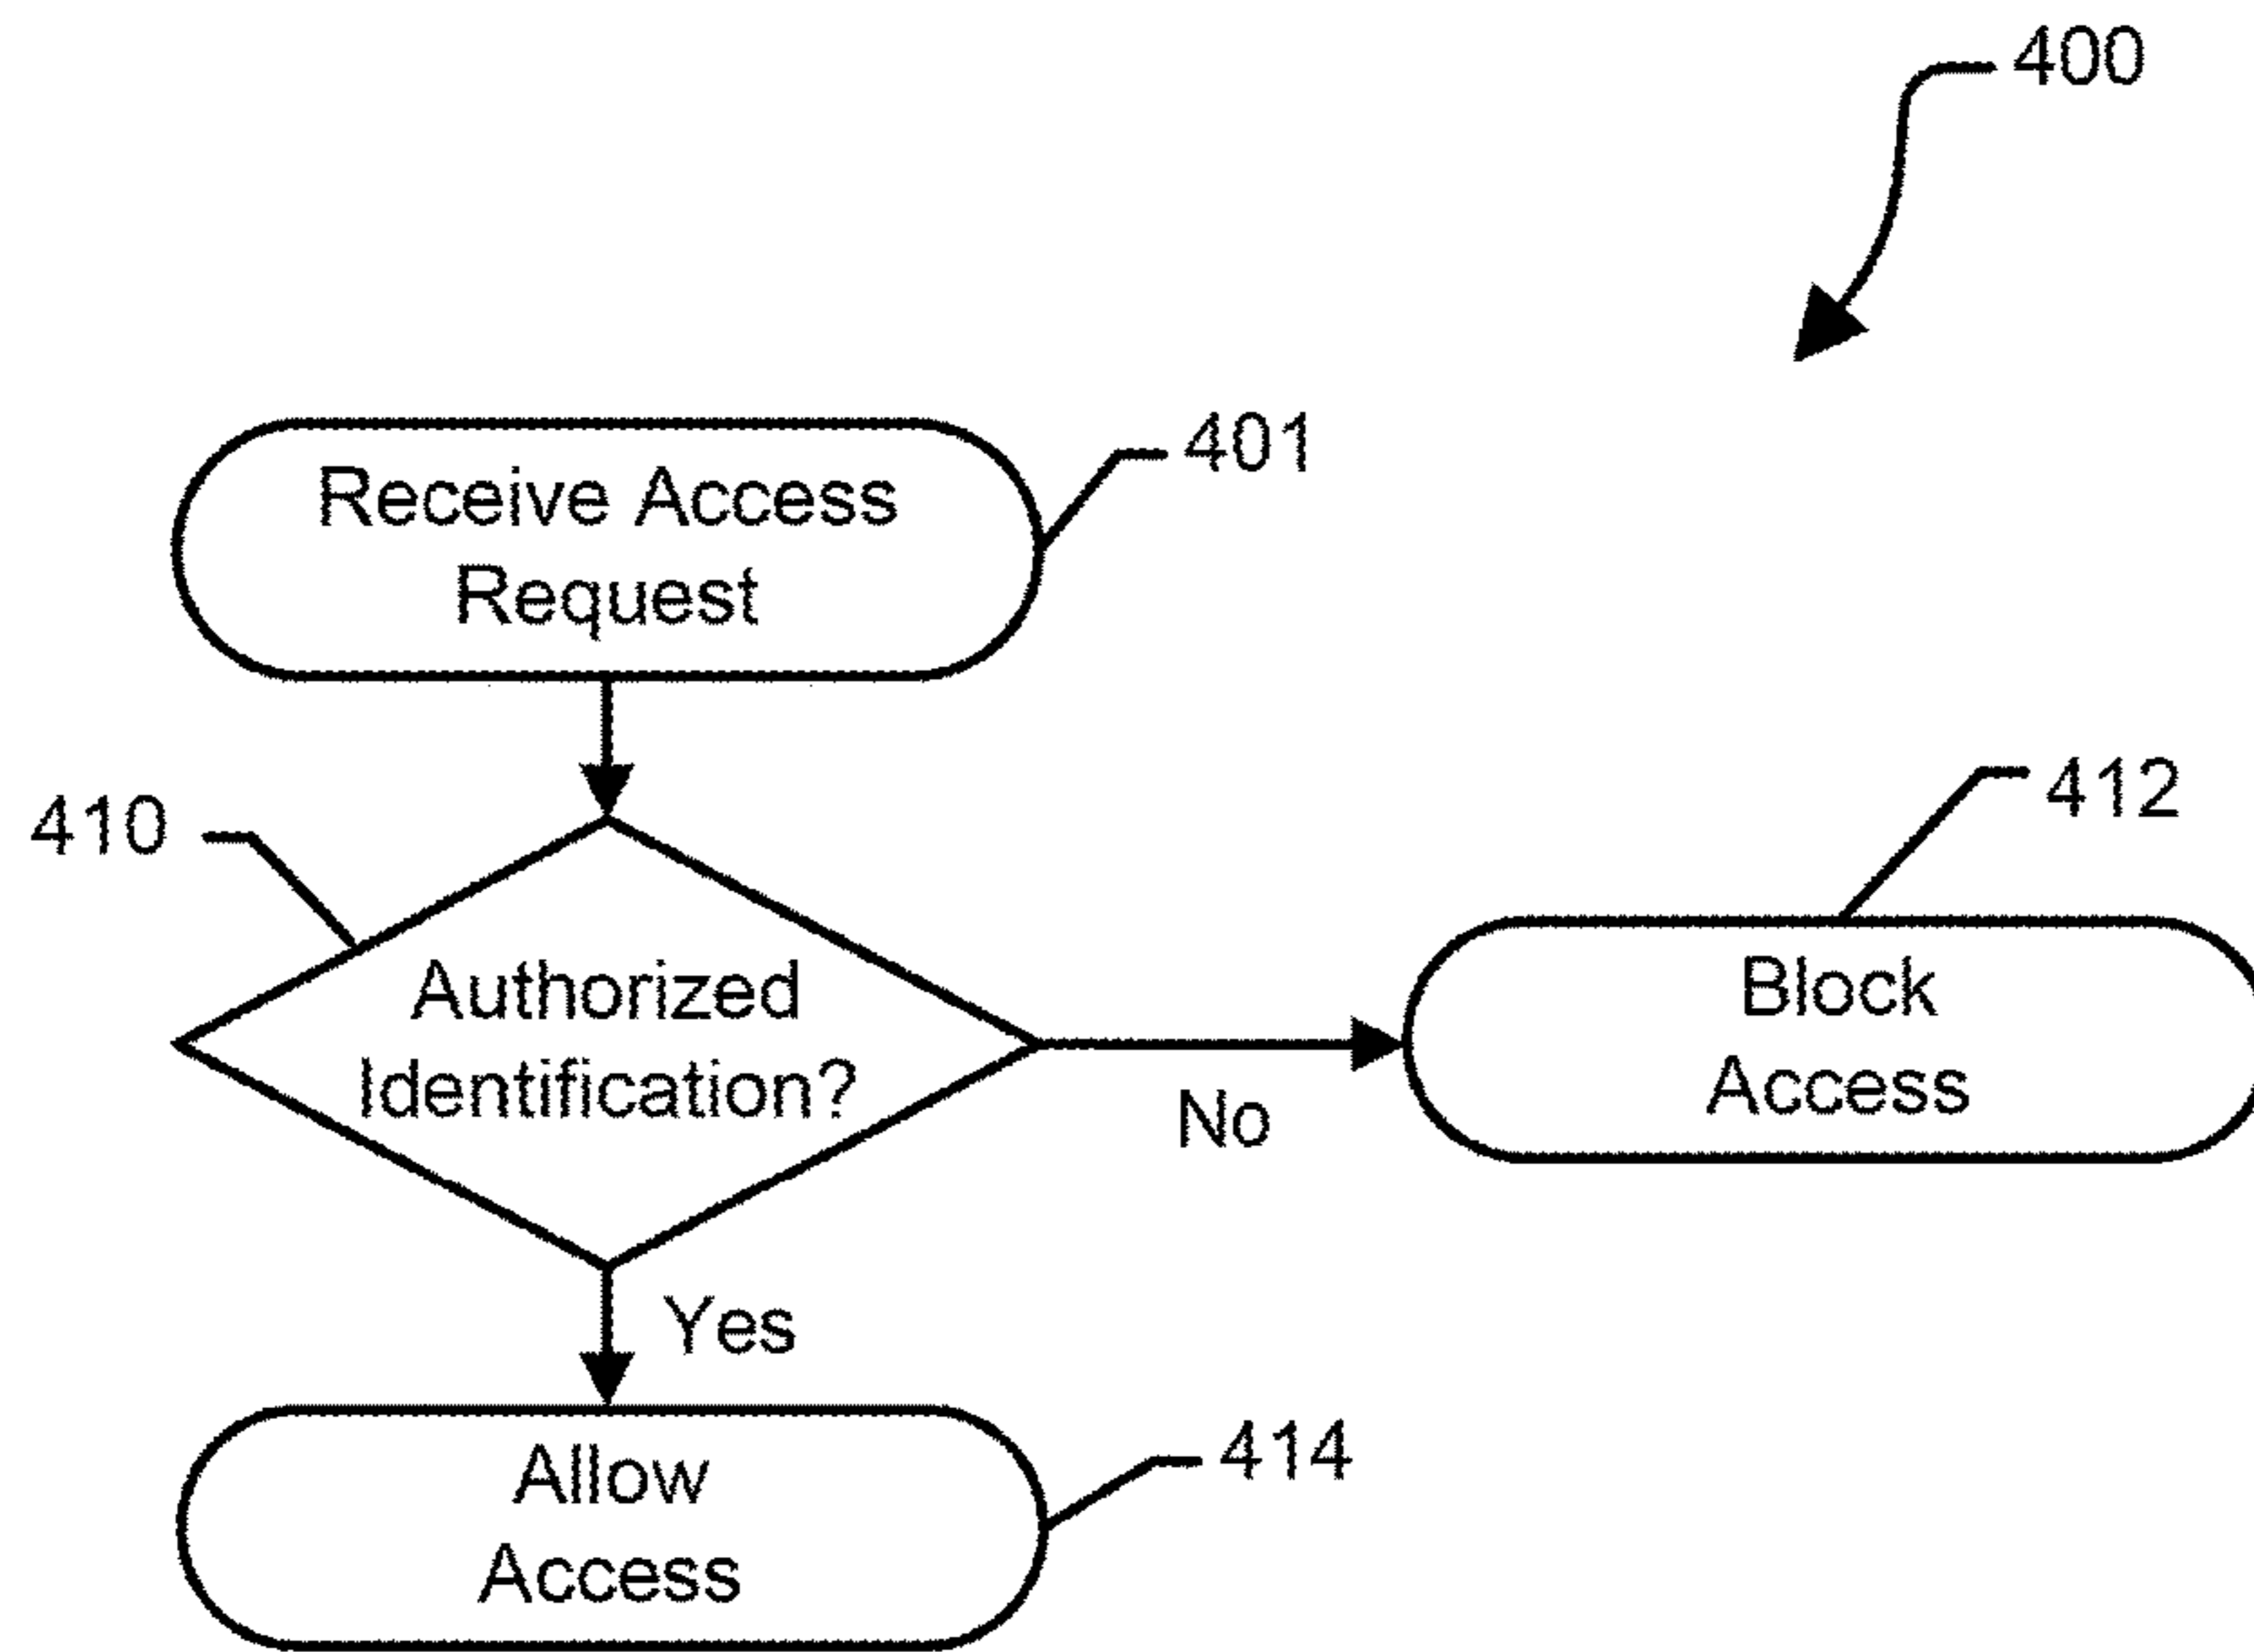 400
Receive Access
Request
401
410
Authorized
Identification?
No
412
Block
Access
Yes
Allow
Access
414